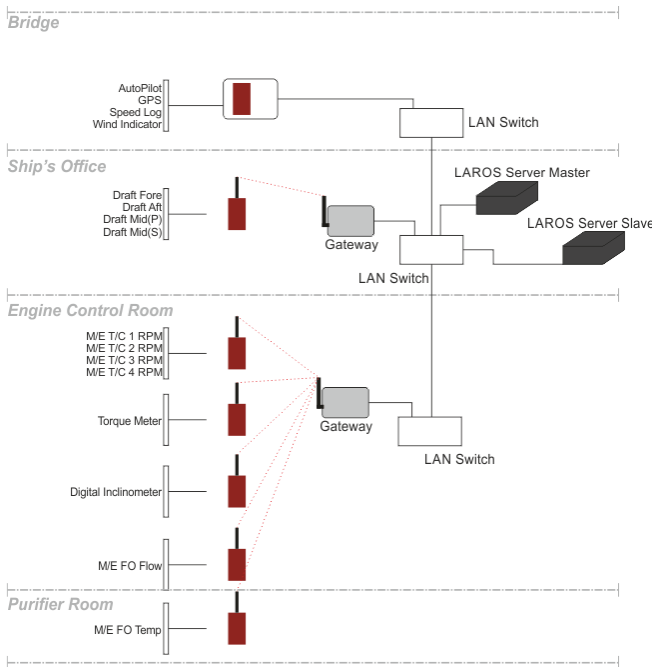 Bridge
AutoPilot
GPS
Speed Log
Wind Indicator
LAN Switch
Ship's Office
LAROS Server Master
Draft Fore
Draft Aft
Draft Mid(P)
Draft Mid(S)
LAROS Server Slave
Gateway
LAN Switch
Engine Control Room
M/E T/C 1 RPM
M/E T/C 2 RPM
M/E T/C 3 RPM
M/E T/C 4 RPM
Torque Meter
Gateway
LAN Switch
Digital Inclinometer
M/E FO Flow
Purifier Room
M/E FO Temp